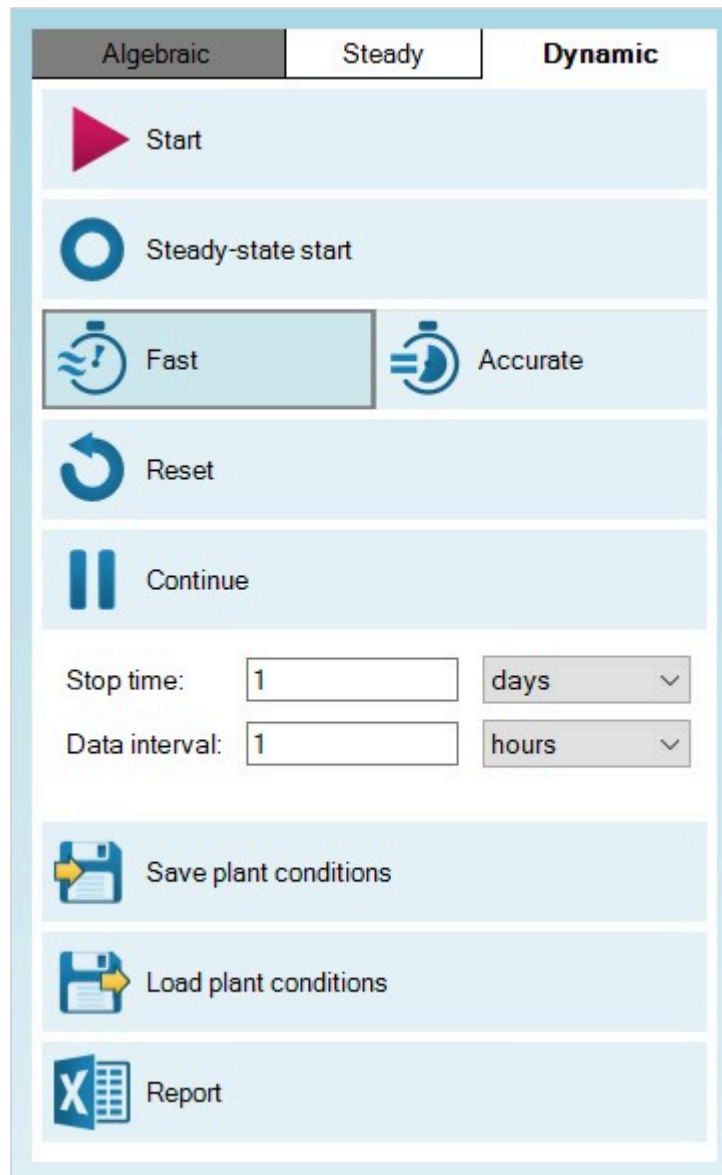 Algebraic Steady Dynamic
Start
Steady-state start
Fast Accurate
Reset
Continue
Stop time: 1 days
Data interval: 1 hours
Save plant conditions
Load plant conditions
X Report